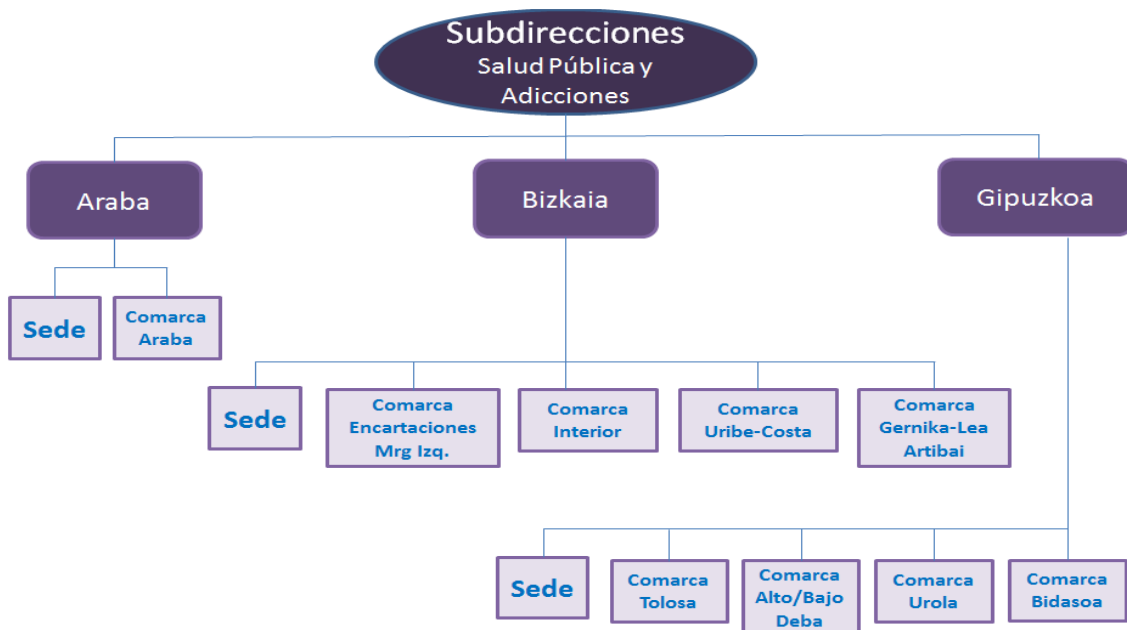 Subdirecciones
Salud Pública y
Adicciones
Araba
Bizkaia
Gipuzkoa
Sede
Comarca
Araba
Sede
Comarca
Encartaciones
Mrg Izq.
Comarca
Interior
Comarca
Uribe-Costa
Comarca
Gernika-Lea
Artibai
Sede
Comarca
Tolosa
Comarca
Alto/Bajo
Deba
Comarca
Urola
Comarca
Bidasoa